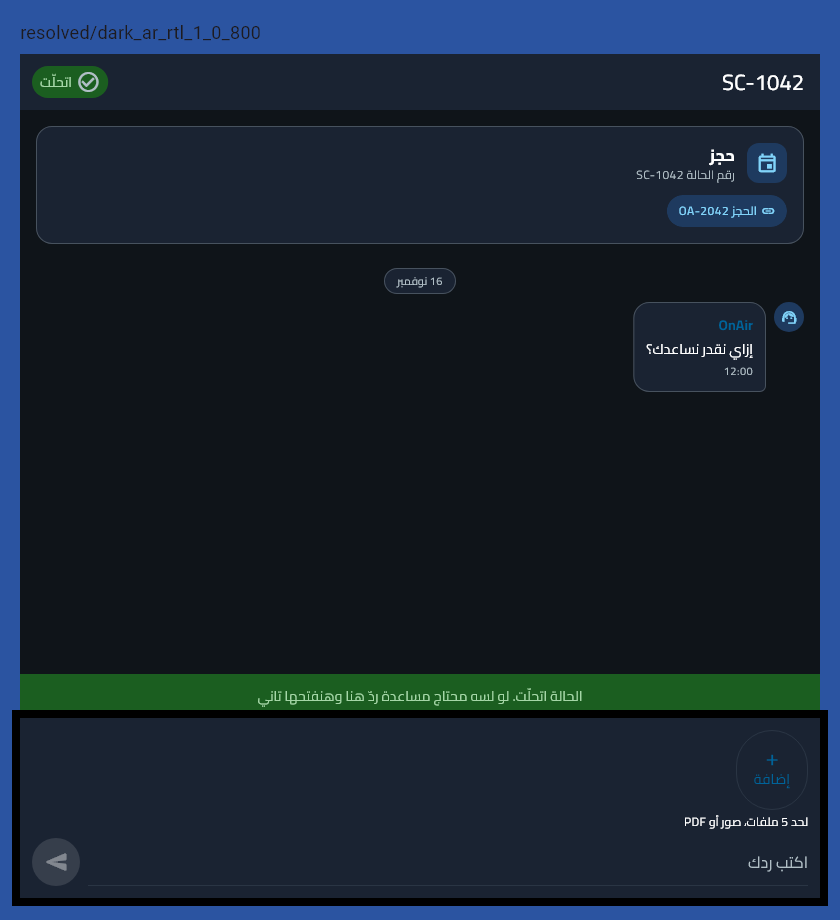 resolved/dark_ar_rtl_1_0_800
SC-1042
اتحلّت
حجز
رقم الحالة SC-1042
الحجز OA-2042
16 نوفمبر
OnAir
إزاي نقدر نساعدك؟
12:00
الحالة اتحلّت. لو لسه محتاج مساعدة ردّ هنا وهنفتحها تاني
+
إضافة
لحد 5 ملفات، صور أو PDF
اكتب ردك